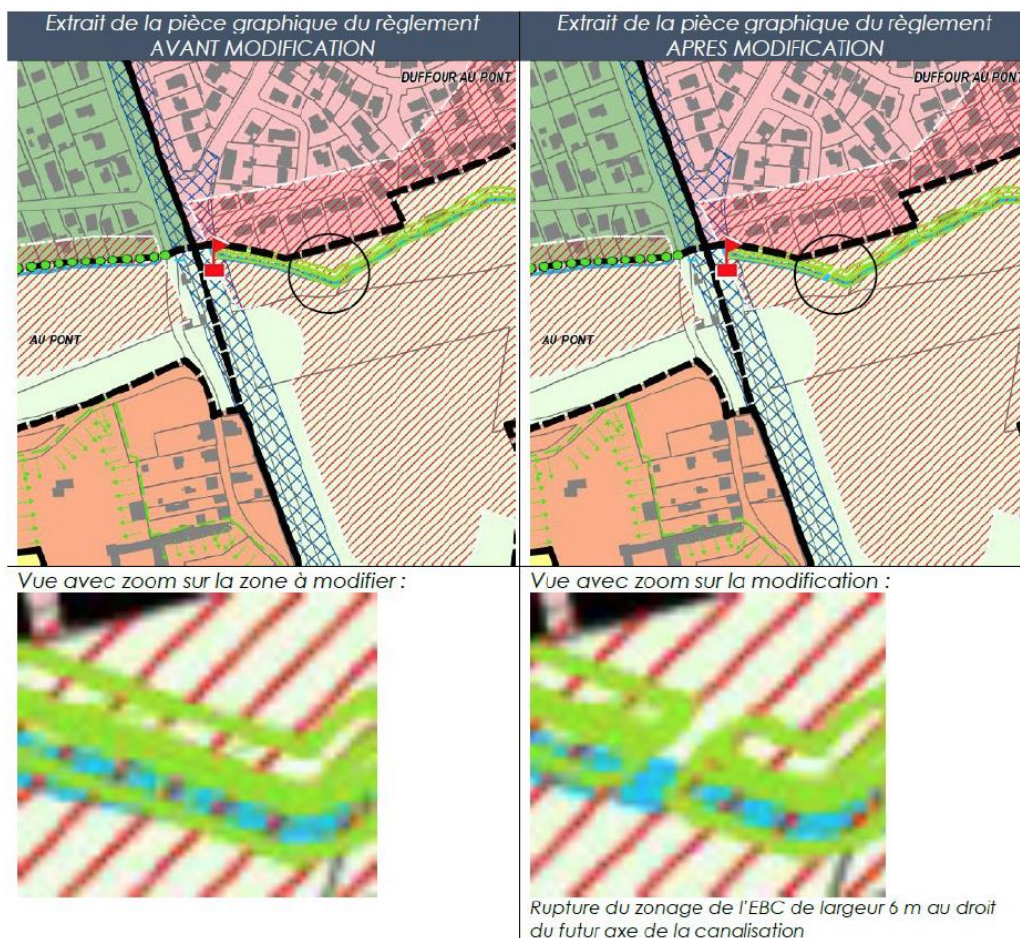 Extrait de la pièce graphique du règlement
AVANT MODIFICATION
Extrait de la pièce graphique du règlement
APRES MODIFICATION
DUFFOUR AU PONT
AU PONT
DUFFOUR AU PONT
AU PONT
Vue avec zoom sur la zone à modifier :
Vue avec zoom sur la modification :
Rupture du zonage de l'EBC de largeur 6 m au droit
du futur axe de la canalisation